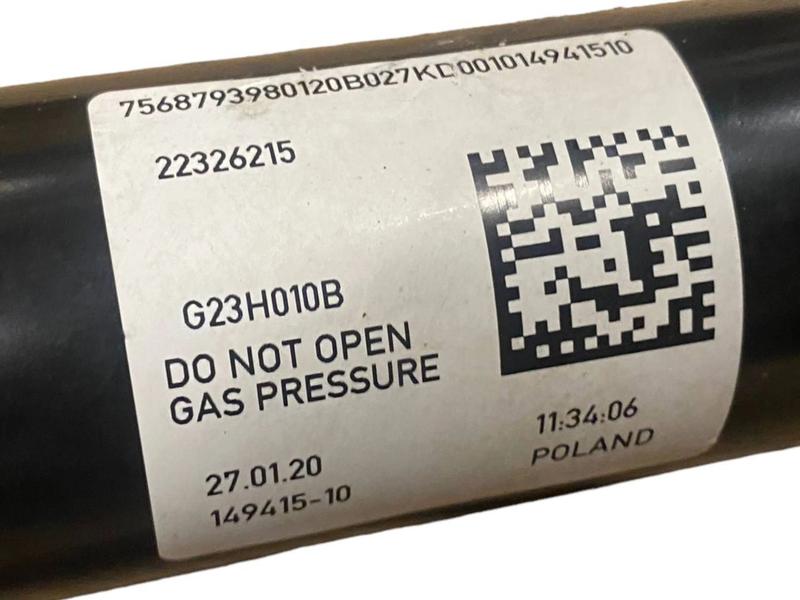 7568793980120B027KD001014941510
22326215
G23H010B
DO NOT OPEN
GAS PRESSURE
27.01.20
149415-10
11:34:06
POLAND